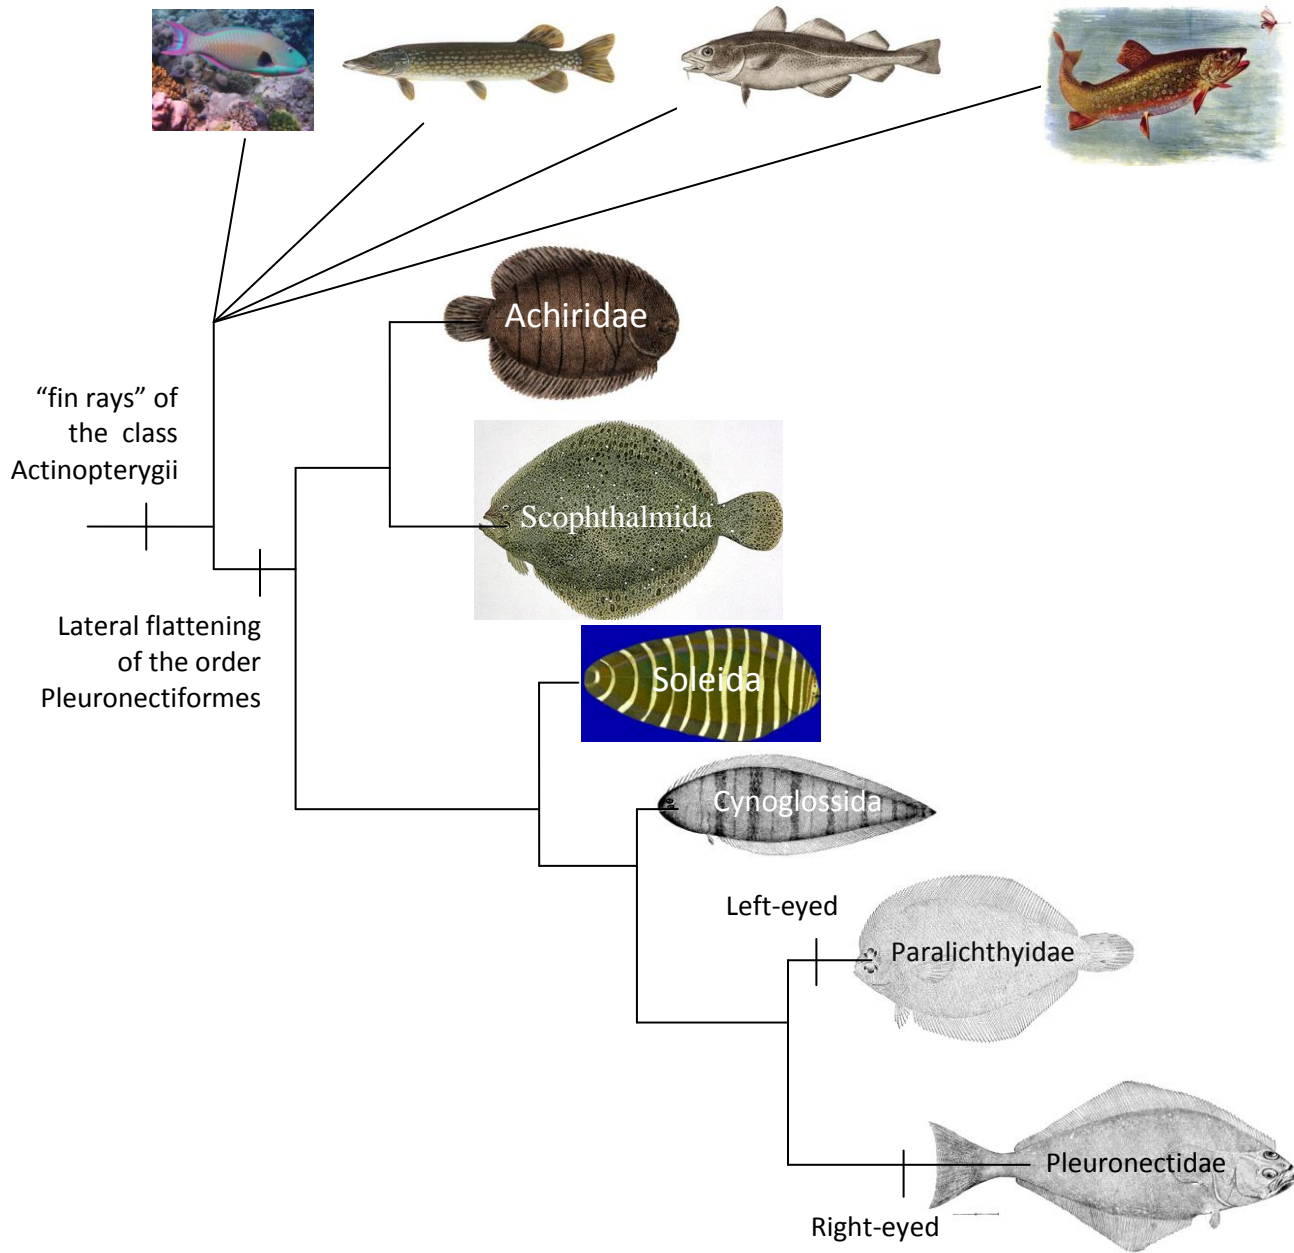 Achiridae
“fin rays” of
the class
Actinopterygii
Scophthalmida
Lateral flattening
of the order
Pleuronectiformes
Soleida
Cynoglossida
Left-eyed
Paralichthyidae
Pleuronectidae
Right-eyed